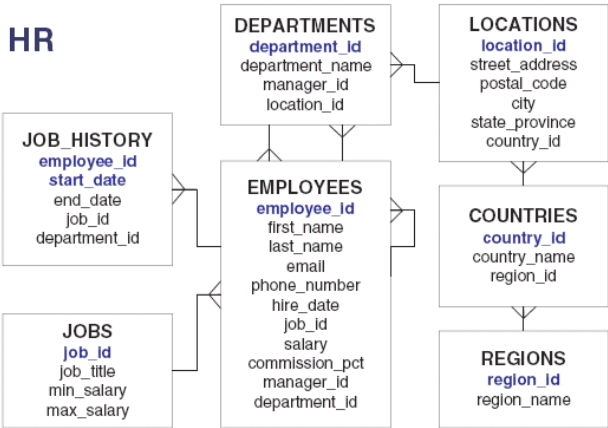 HR
DEPARTMENTS
department_id
department_name
manager_id
location_id
LOCATIONS
location_id
street_address
postal_code
city
state_province
country_id
JOB_HISTORY
employee_id
start_date
end_date
job_id
department_id
EMPLOYEES
employee_id
first_name
last_name
email
phone_number
hire_date
job_id
salary
commission_pct
manager_id
department_id
COUNTRIES
country_id
country_name
region_id
JOBS
job_id
job_title
min_salary
max_salary
REGIONS
region_id
region_name